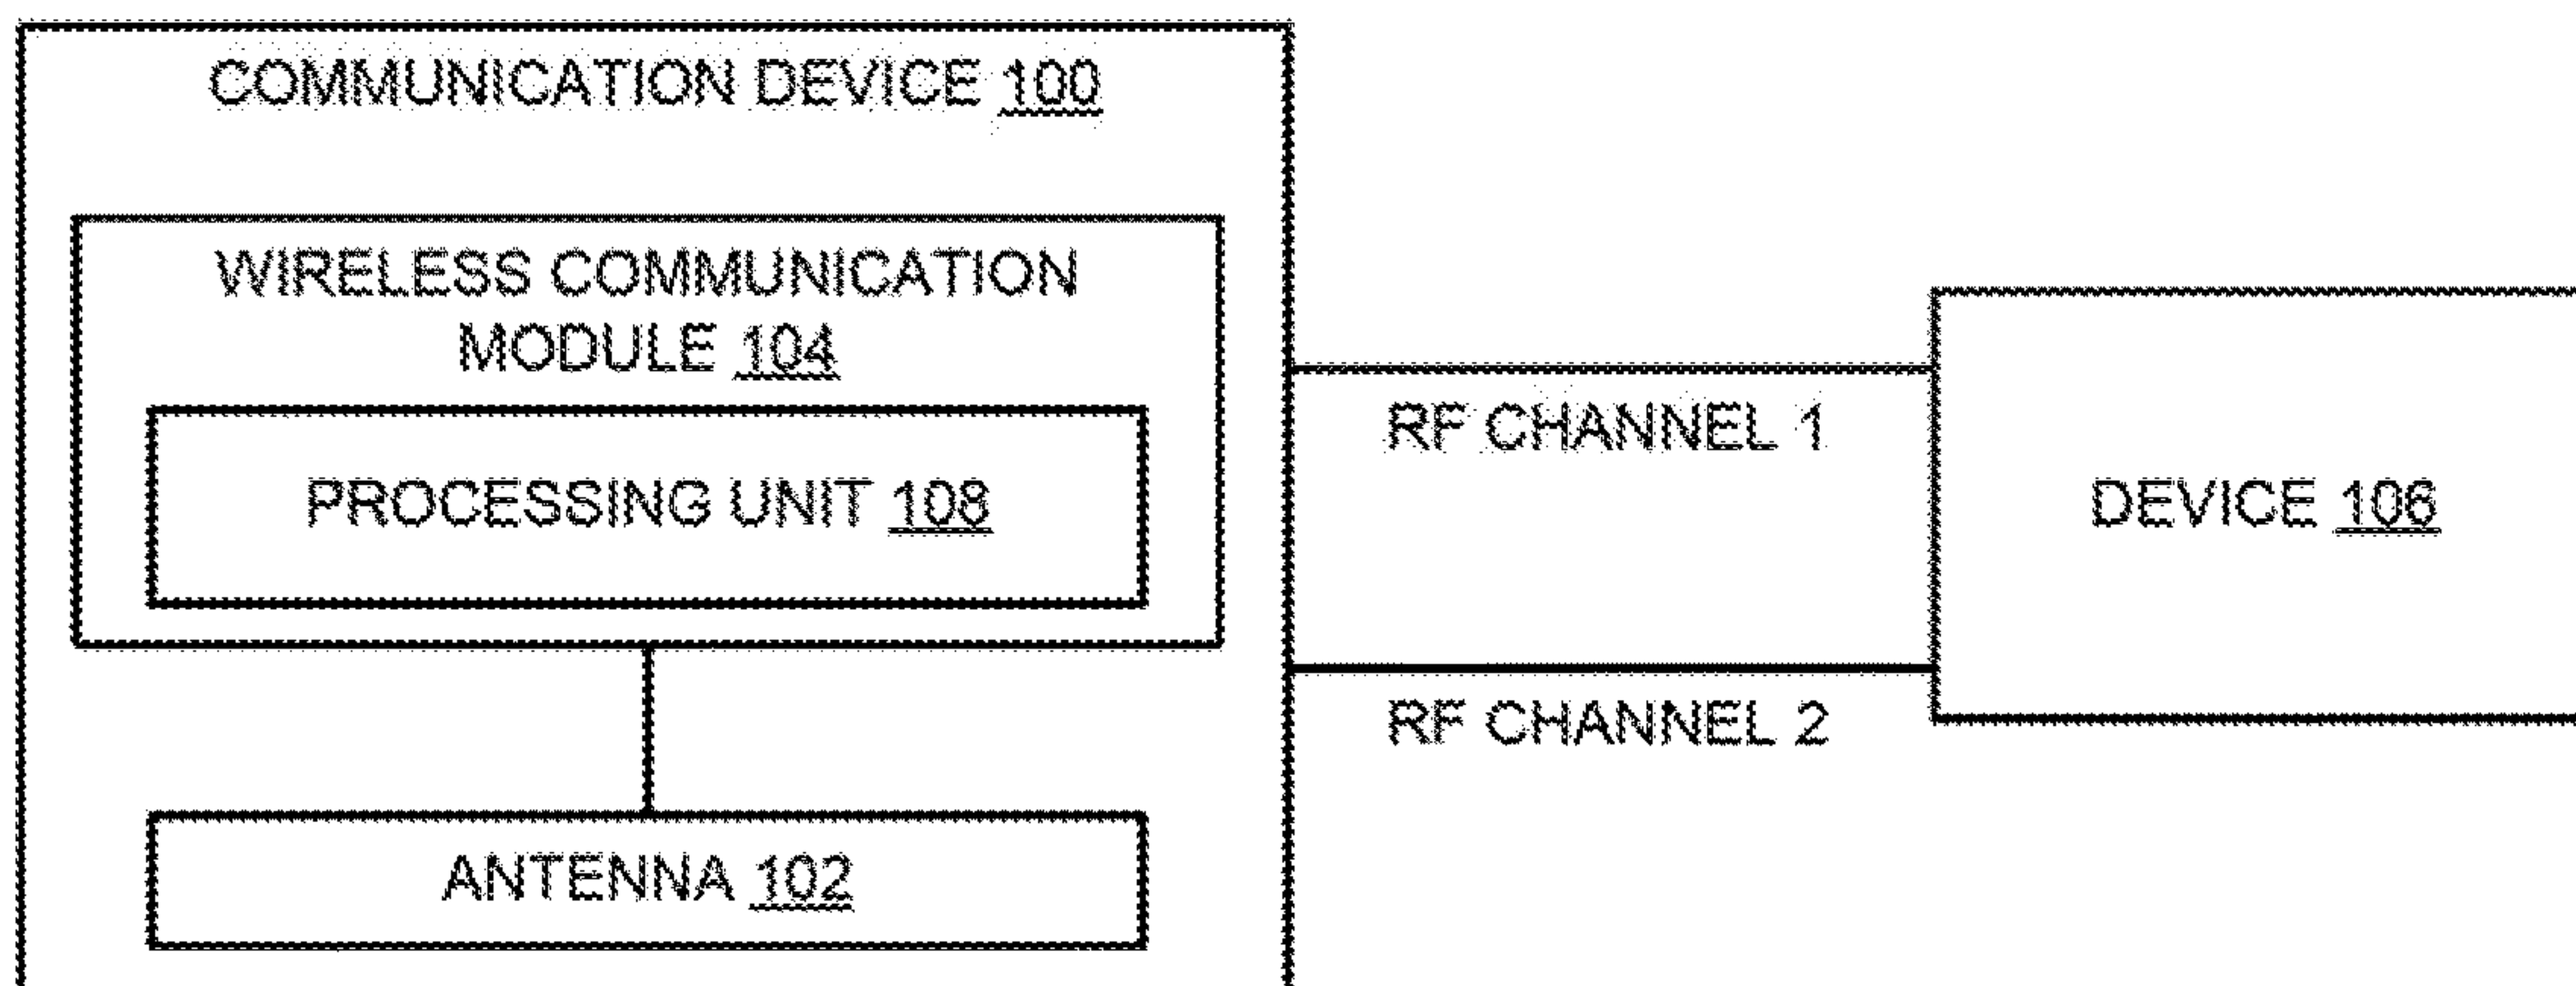 COMMUNICATION DEVICE 100
WIRELESS COMMUNICATION
MODULE 104
PROCESSING UNIT 108
ANTENNA 102
RF CHANNEL 1
RF CHANNEL 2
DEVICE 106